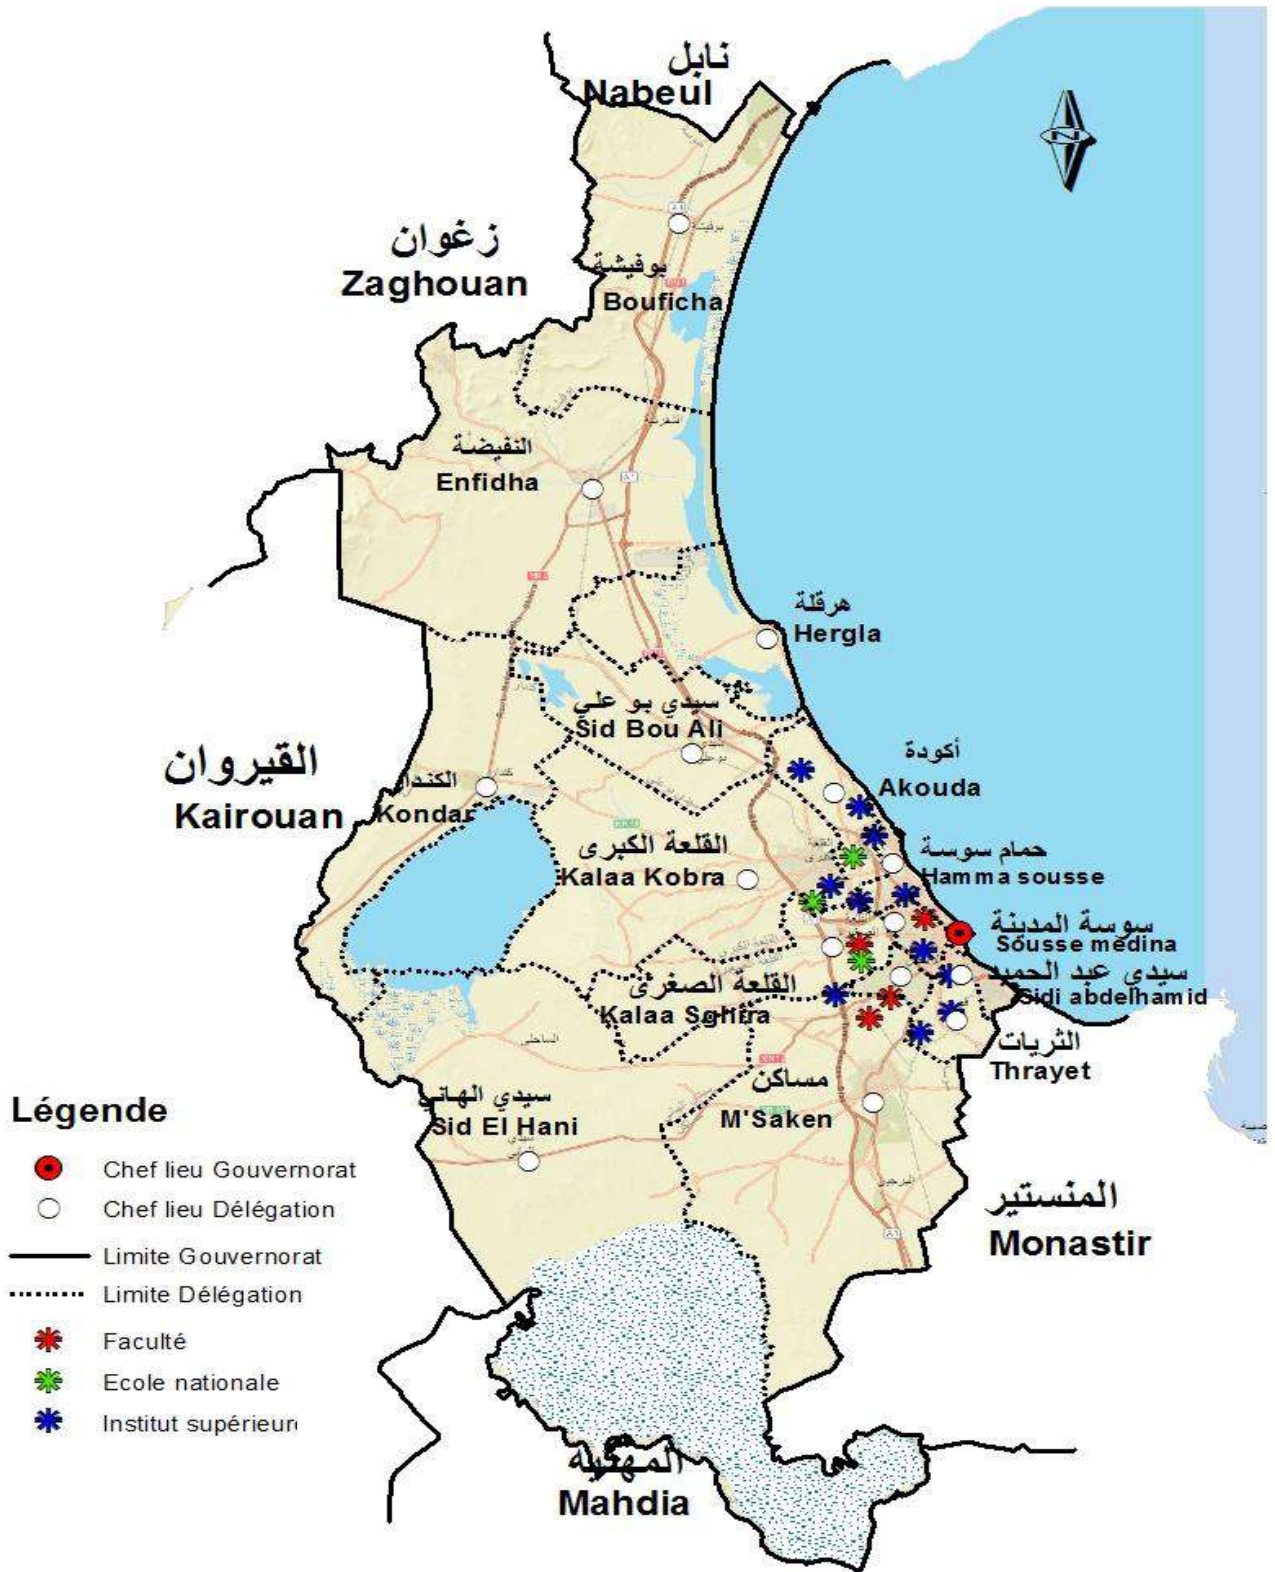 نابل
Nabeul
N
زغوان
Zaghouan
بوفيشة
بوفيشة
Bouficha
النفيضة
Enfidha
هرقلة
Hergla
سيدي بو علي
Sid Bou Ali
القيروان
Kairouan
أكودة
Akouda
الكندار
Kondar
كندار
القلعة الكبرى
Kalaa Kobra
حمام سوسة
Hamma sousse
سوسة المدينة
Sousse medina
سيدي عبد الحميد
Sidi abdelhamid
القلعة الصغرى
Kalaa Sghira
الثريات
Thrayet
مساكن
M'Saken
سيدي الهاني
Sid El Hani
المنستير
Monastir
المهدية
Mahdia
Légende
Chef lieu Gouvernorat
Chef lieu Délégation
Limite Gouvernorat
Limite Délégation
Faculté
Ecole nationale
Institut supérieur